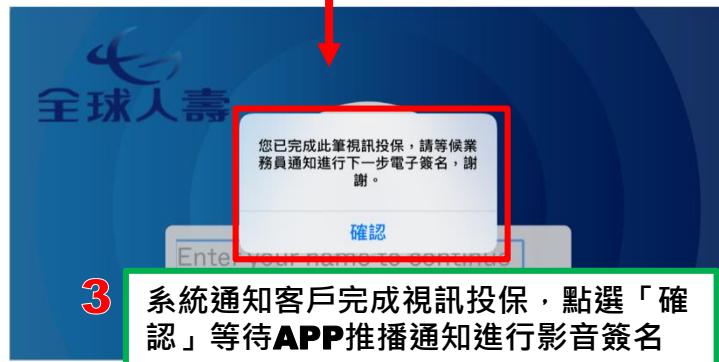 全球人壽
您已完成此筆視訊投保，請等候業
務員通知進行下一步電子簽名，謝
謝。
確認
Enter your name to continue
3
系統通知客戶完成視訊投保，點選「確
認」等待APP推播通知進行影音簽名